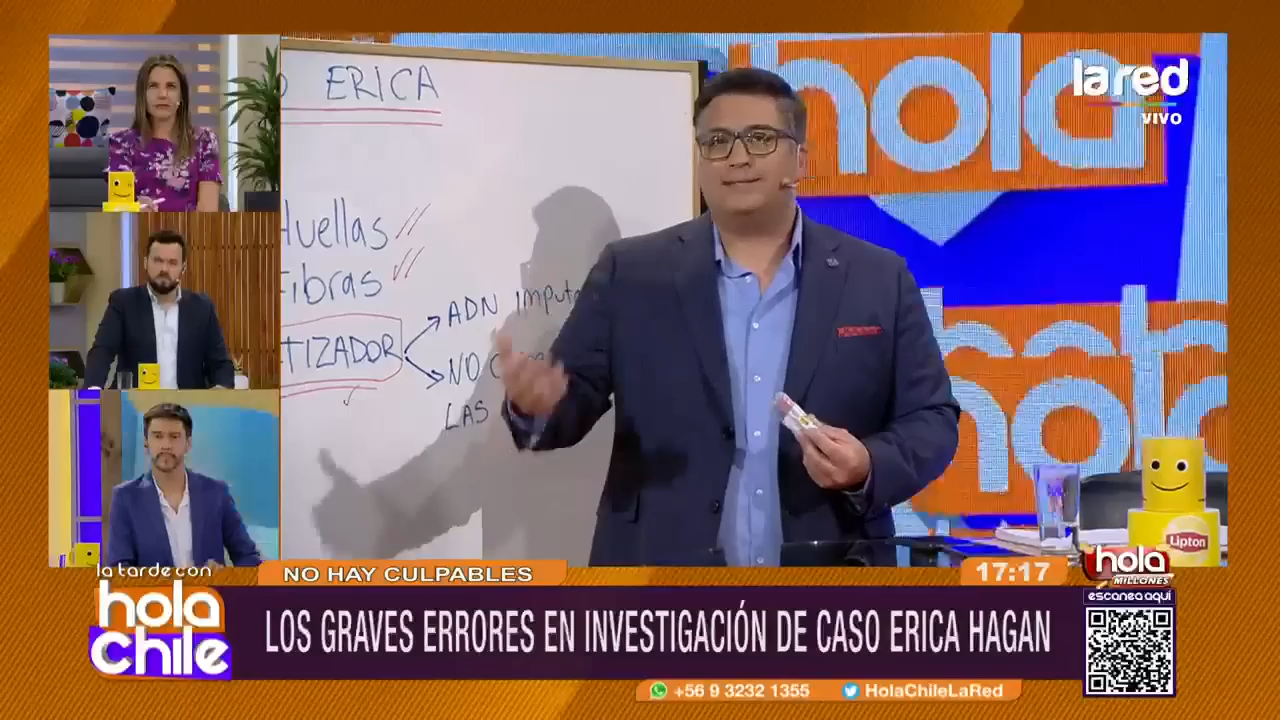 hola
la red
VIVO
ERICA
Huellas
Fibras
ADN
TIZADOR
NO
LAS
hola
Lipton
la tarde con
hola
Chile
NO HAY CULPABLES
17:17
hola
MILLONES
escanea aquí
LOS GRAVES ERRORES EN INVESTIGACIÓN DE CASO ERICA HAGAN
+56 9 3232 1355
HolaChileLaRed